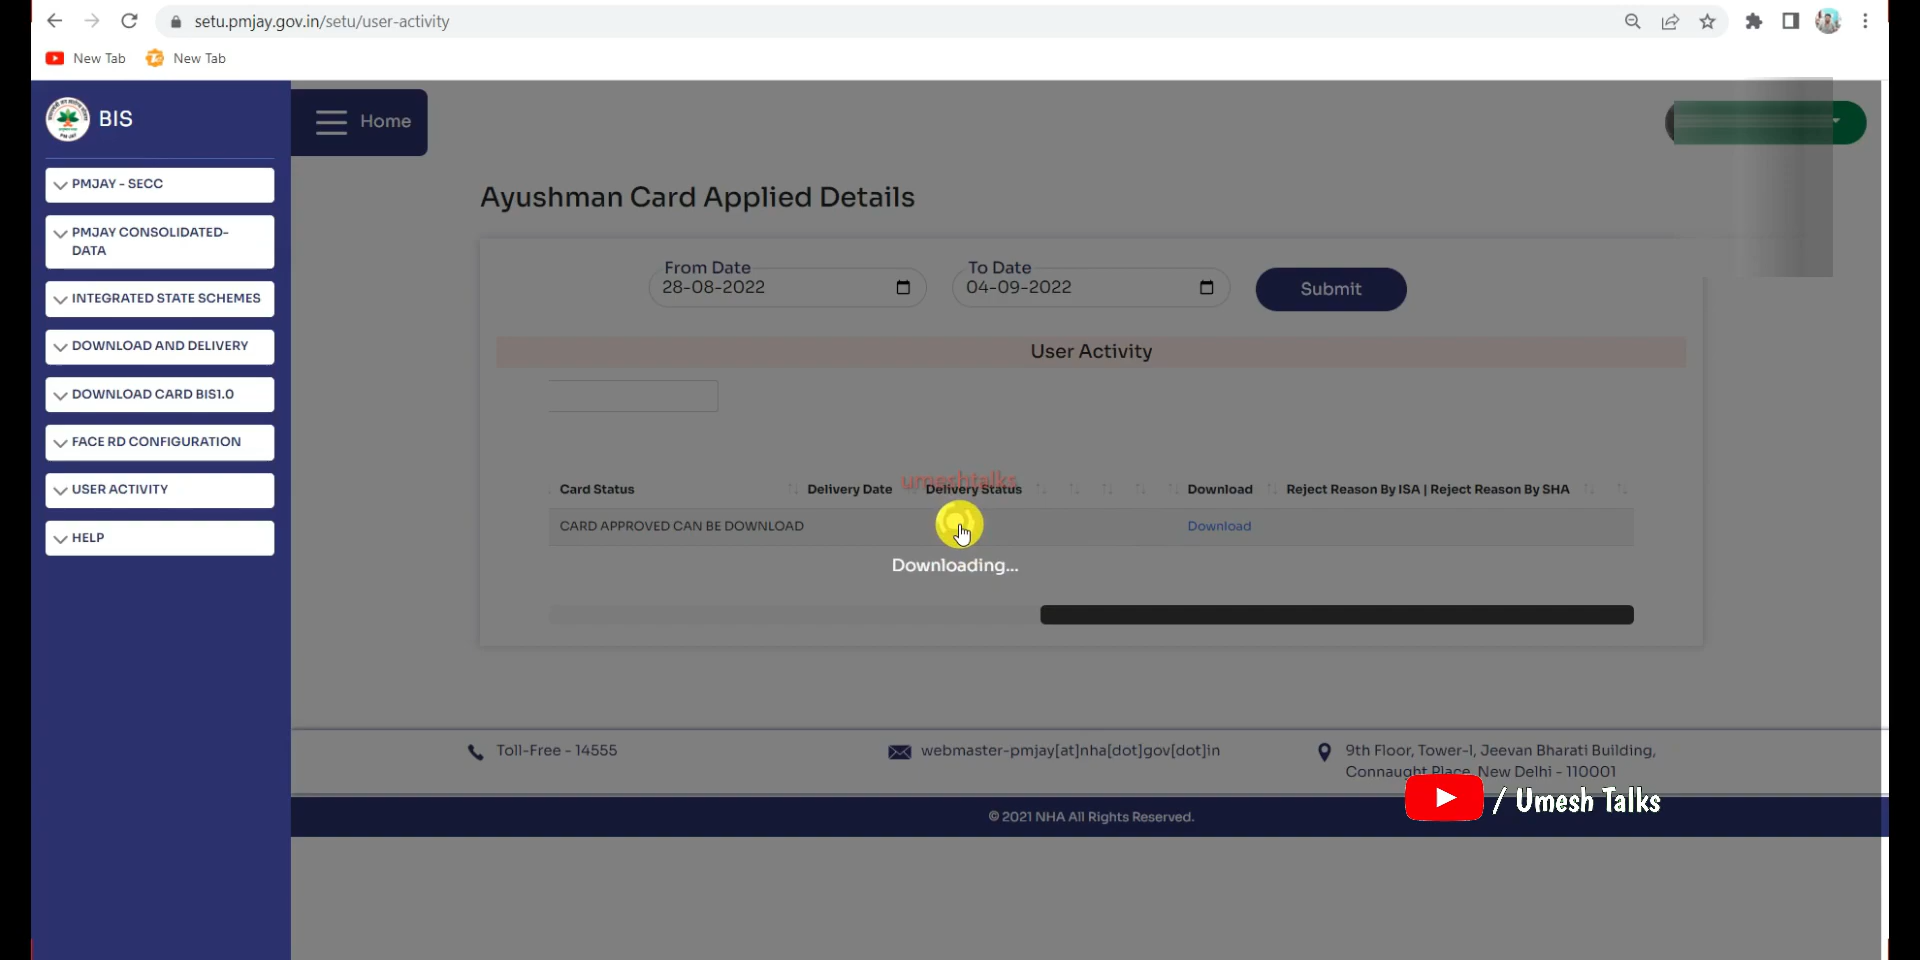 setu.pmjay.gov.in/setu/user-activity
New Tab
New Tab
BIS
Home
PMJAY - SECC
PMJAY CONSOLIDATED-
DATA
INTEGRATED STATE SCHEMES
DOWNLOAD AND DELIVERY
DOWNLOAD CARD BIS1.0
FACE RD CONFIGURATION
USER ACTIVITY
HELP
Ayushman Card Applied Details
From Date
28-08-2022
To Date
04-09-2022
Submit
User Activity
umeshtalks
Card Status Delivery Date Delivery Status Download Reject Reason By ISA | Reject Reason By SHA
CARD APPROVED CAN BE DOWNLOAD Download
Downloading...
Toll-Free - 14555
webmaster-pmjay[at]nha[dot]gov[dot]in
9th Floor, Tower-l, Jeevan Bharati Building,
Connaught Place, New Delhi - 110001
/ Umesh Talks
© 2021 NHA All Rights Reserved.